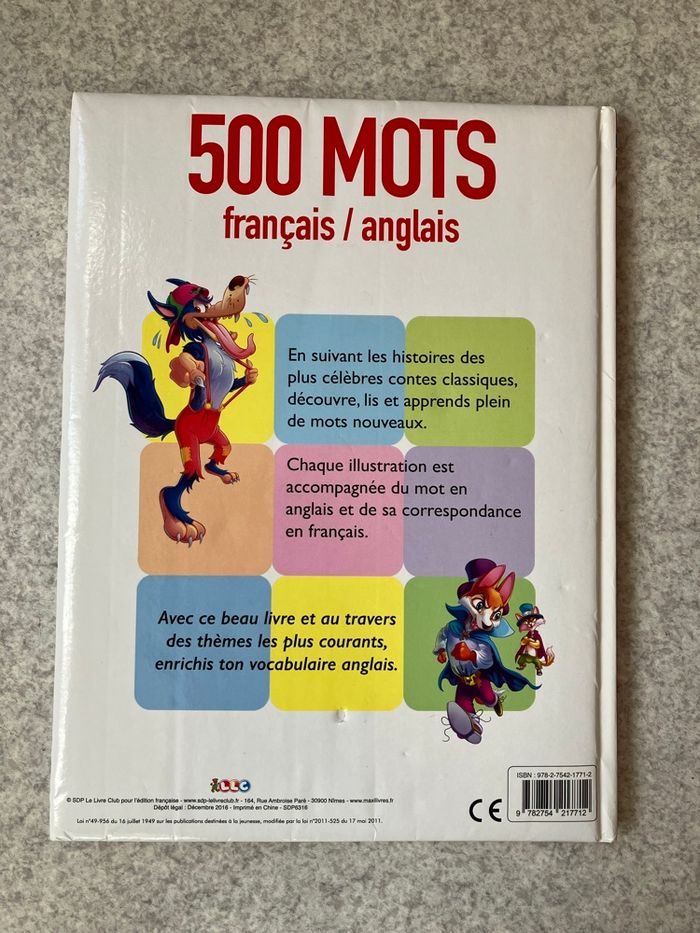 500 MOTS
français / anglais
En suivant les histoires des
plus célèbres contes classiques,
découvre, lis et apprends plein
de mots nouveaux.
Chaque illustration est
accompagnée du mot en
anglais et de sa correspondance
en français.
Avec ce beau livre et au travers
des thèmes les plus courants,
enrichis ton vocabulaire anglais.
LLC
© SDP Le Livre Club pour l'édition française - www.sdp-lelivreclub.fr - 164, Rue Ambroise Paré - 30900 Nîmes - www.maxilivres.fr
Dépôt légal : Décembre 2016 - Imprimé en Chine - SDP6316
Loi n°49-956 du 16 juillet 1949 sur les publications destinées à la jeunesse, modifiée par la loi n°2011-525 du 17 mai 2011.
CE
ISBN : 978-2-7542-1771-2
9 782754 217712